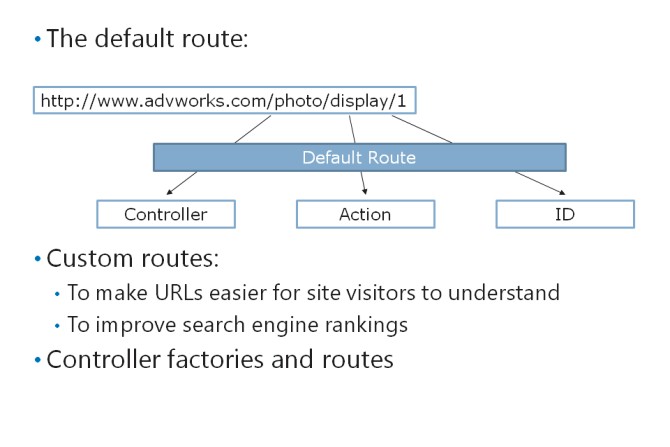 • The default route:
http://www.advworks.com/photo/display/1
Default Route
Controller
Action
ID
• Custom routes:
• To make URLs easier for site visitors to understand
• To improve search engine rankings
• Controller factories and routes